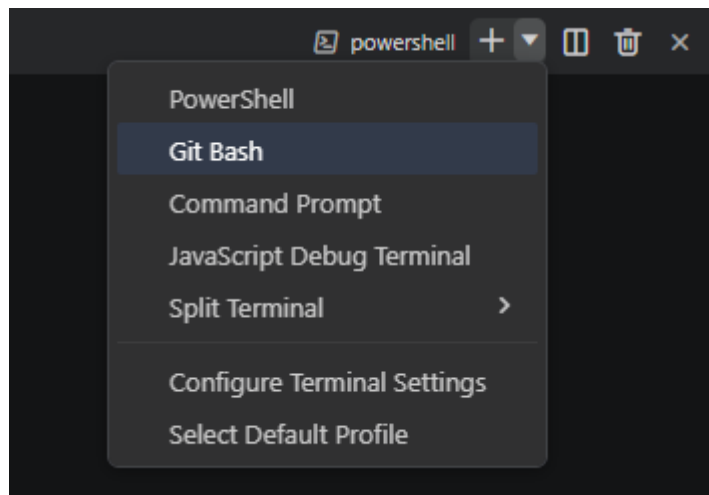 powershell
PowerShell
Git Bash
Command Prompt
JavaScript Debug Terminal
Split Terminal
Configure Terminal Settings
Select Default Profile